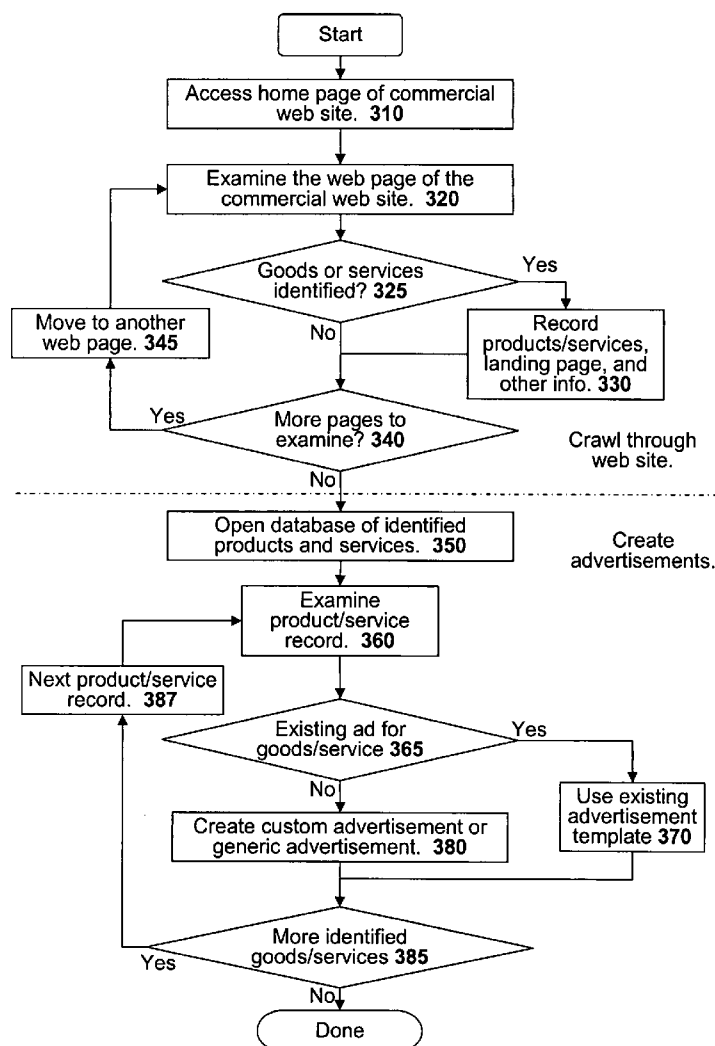 Start
Access home page of commercial
web site. 310
Examine the web page of the
commercial web site. 320
Goods or services
identified? 325
Yes
No
Move to another
web page. 345
Record
products/services,
landing page, and
other info. 330
Yes
More pages to
examine? 340
Crawl through
web site.
No
Open database of identified
products and services. 350
Create
advertisements.
Examine
product/service
record. 360
Next product/service
record. 387
Existing ad for
goods/service 365
Yes
No
Create custom advertisement or
generic advertisement. 380
Use existing
advertisement
template 370
More identified
goods/services 385
Yes
No
Done